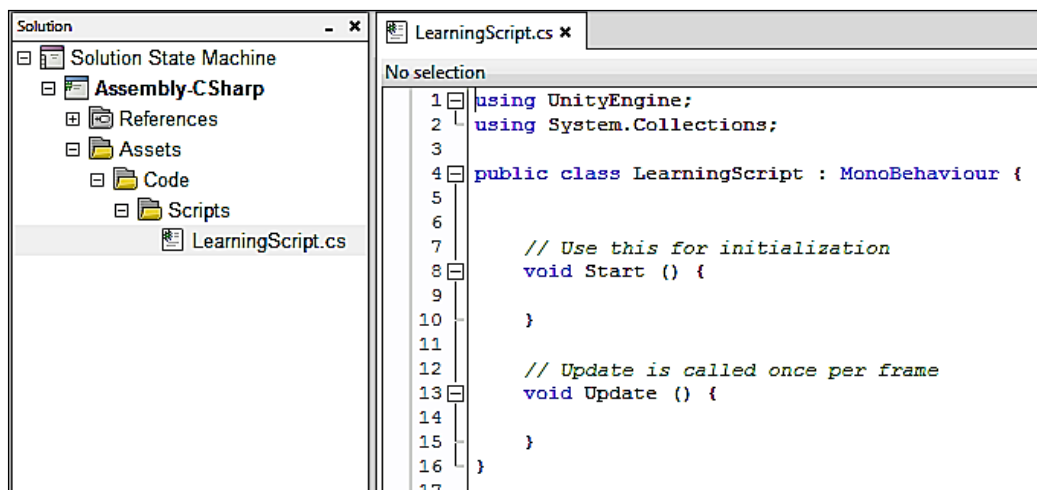 Solution
Solution State Machine
Assembly-CSharp
References
Assets
Code
Scripts
LearningScript.cs
LearningScript.cs
No selection
1 using UnityEngine;
2 using System.Collections;
3
4 public class LearningScript : MonoBehaviour {
5
6
7 // Use this for initialization
8 void Start () {
9
10 }
11
12 // Update is called once per frame
13 void Update () {
14
15 }
16 }
17